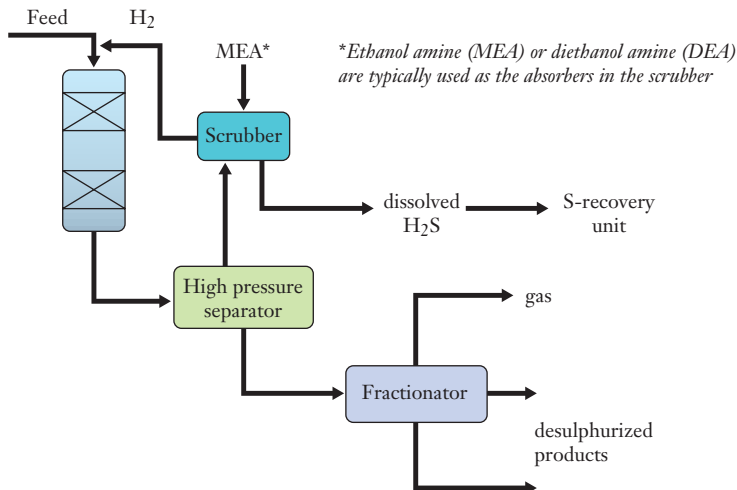 Feed
H2
MEA*
*Ethanol amine (MEA) or diethanol amine (DEA)
are typically used as the absorbers in the scrubber
Scrubber
dissolved
H2S
S-recovery
unit
High pressure
separator
gas
Fractionator
desulphurized
products